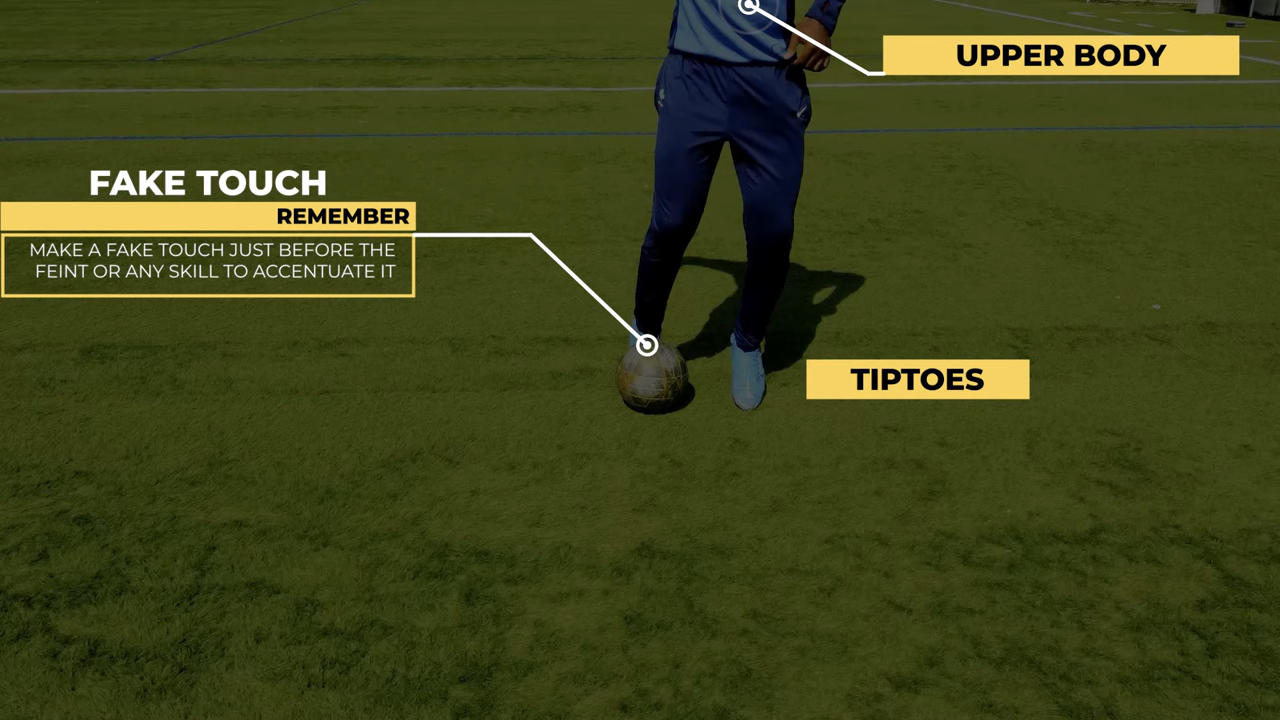 UPPER BODY
FAKE TOUCH
REMEMBER
MAKE A FAKE TOUCH JUST BEFORE THE
FEINT OR ANY SKILL TO ACCENTUATE IT
TIPTOES